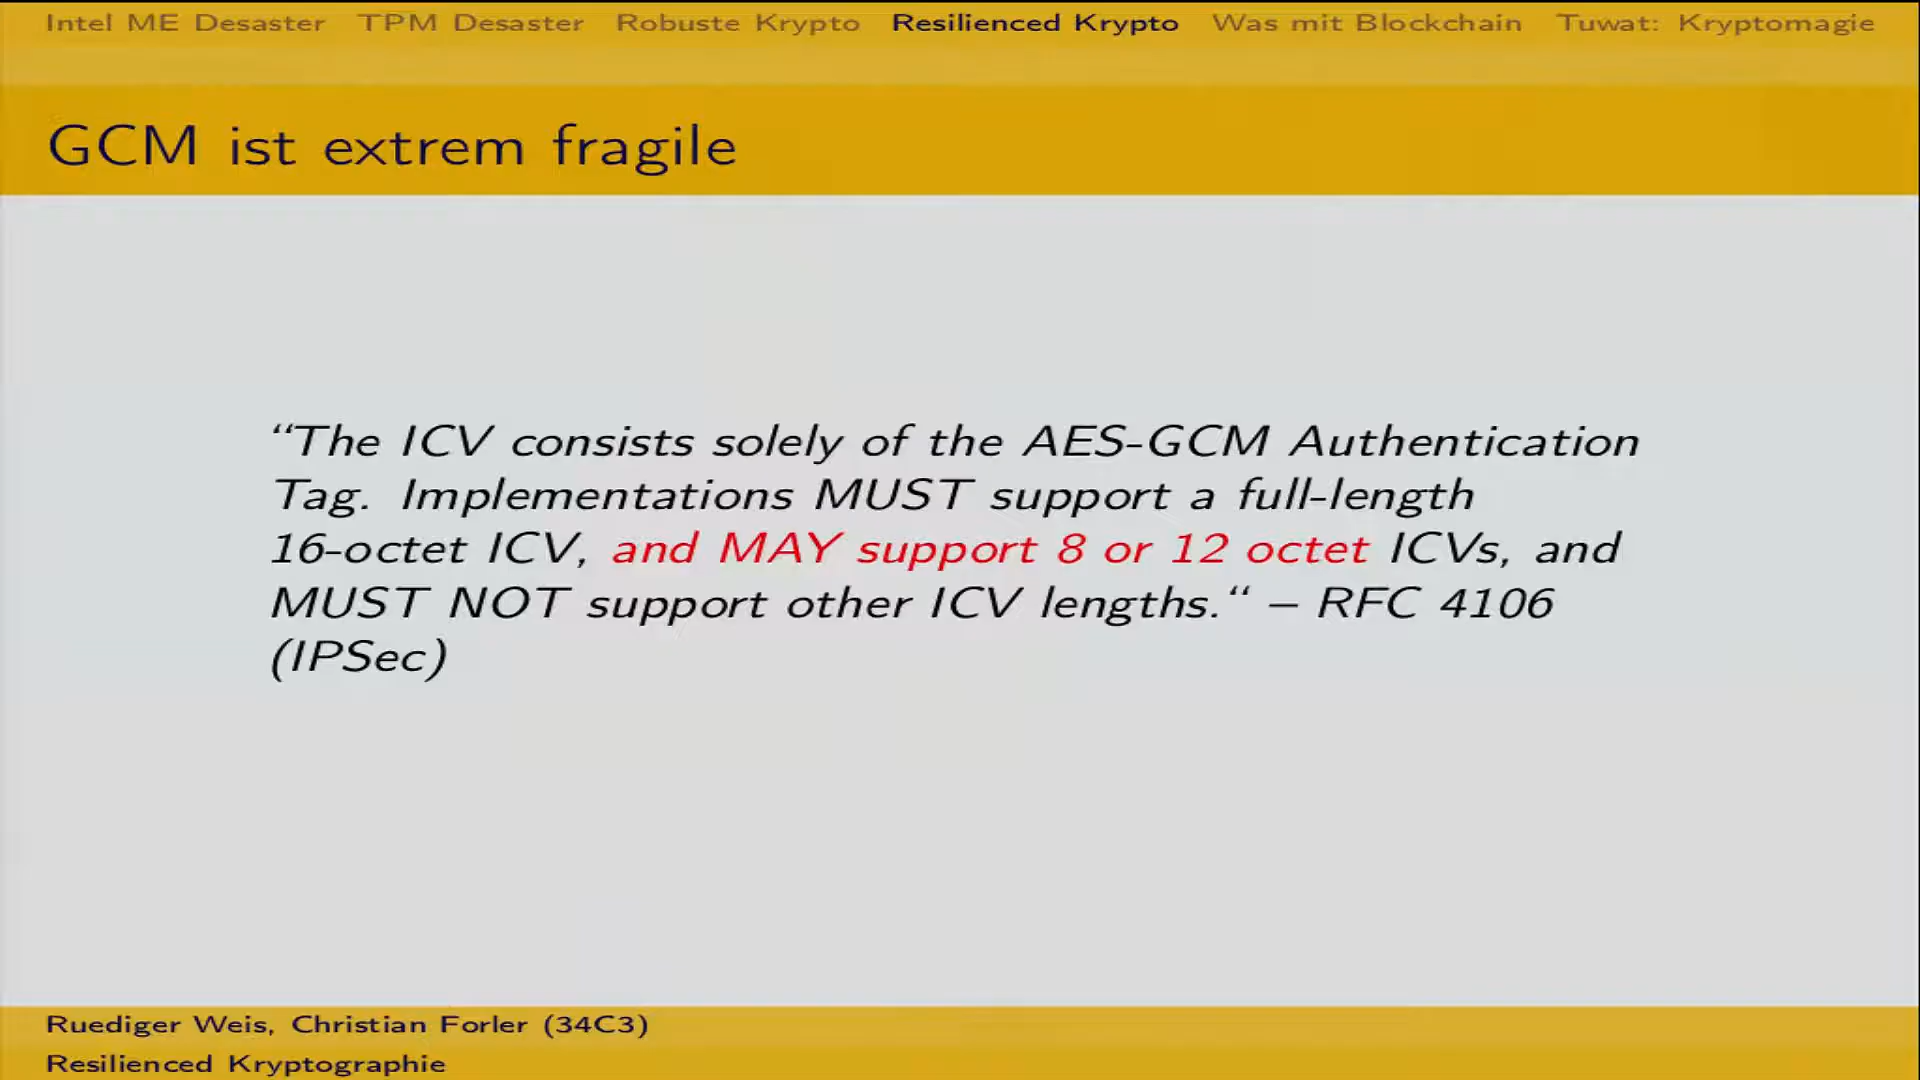 Intel ME Desaster TPM Desaster Robuste Krypto Resilienced Krypto Was mit Blockchain Tuwat: Kryptomagie
GCM ist extrem fragile
“The ICV consists solely of the AES-GCM Authentication
Tag. Implementations MUST support a full-length
16-octet ICV, and MAY support 8 or 12 octet ICVs, and
MUST NOT support other ICV lengths.“ – RFC 4106
(IPSec)
Ruediger Weis, Christian Forler (34C3)
Resilienced Kryptographie